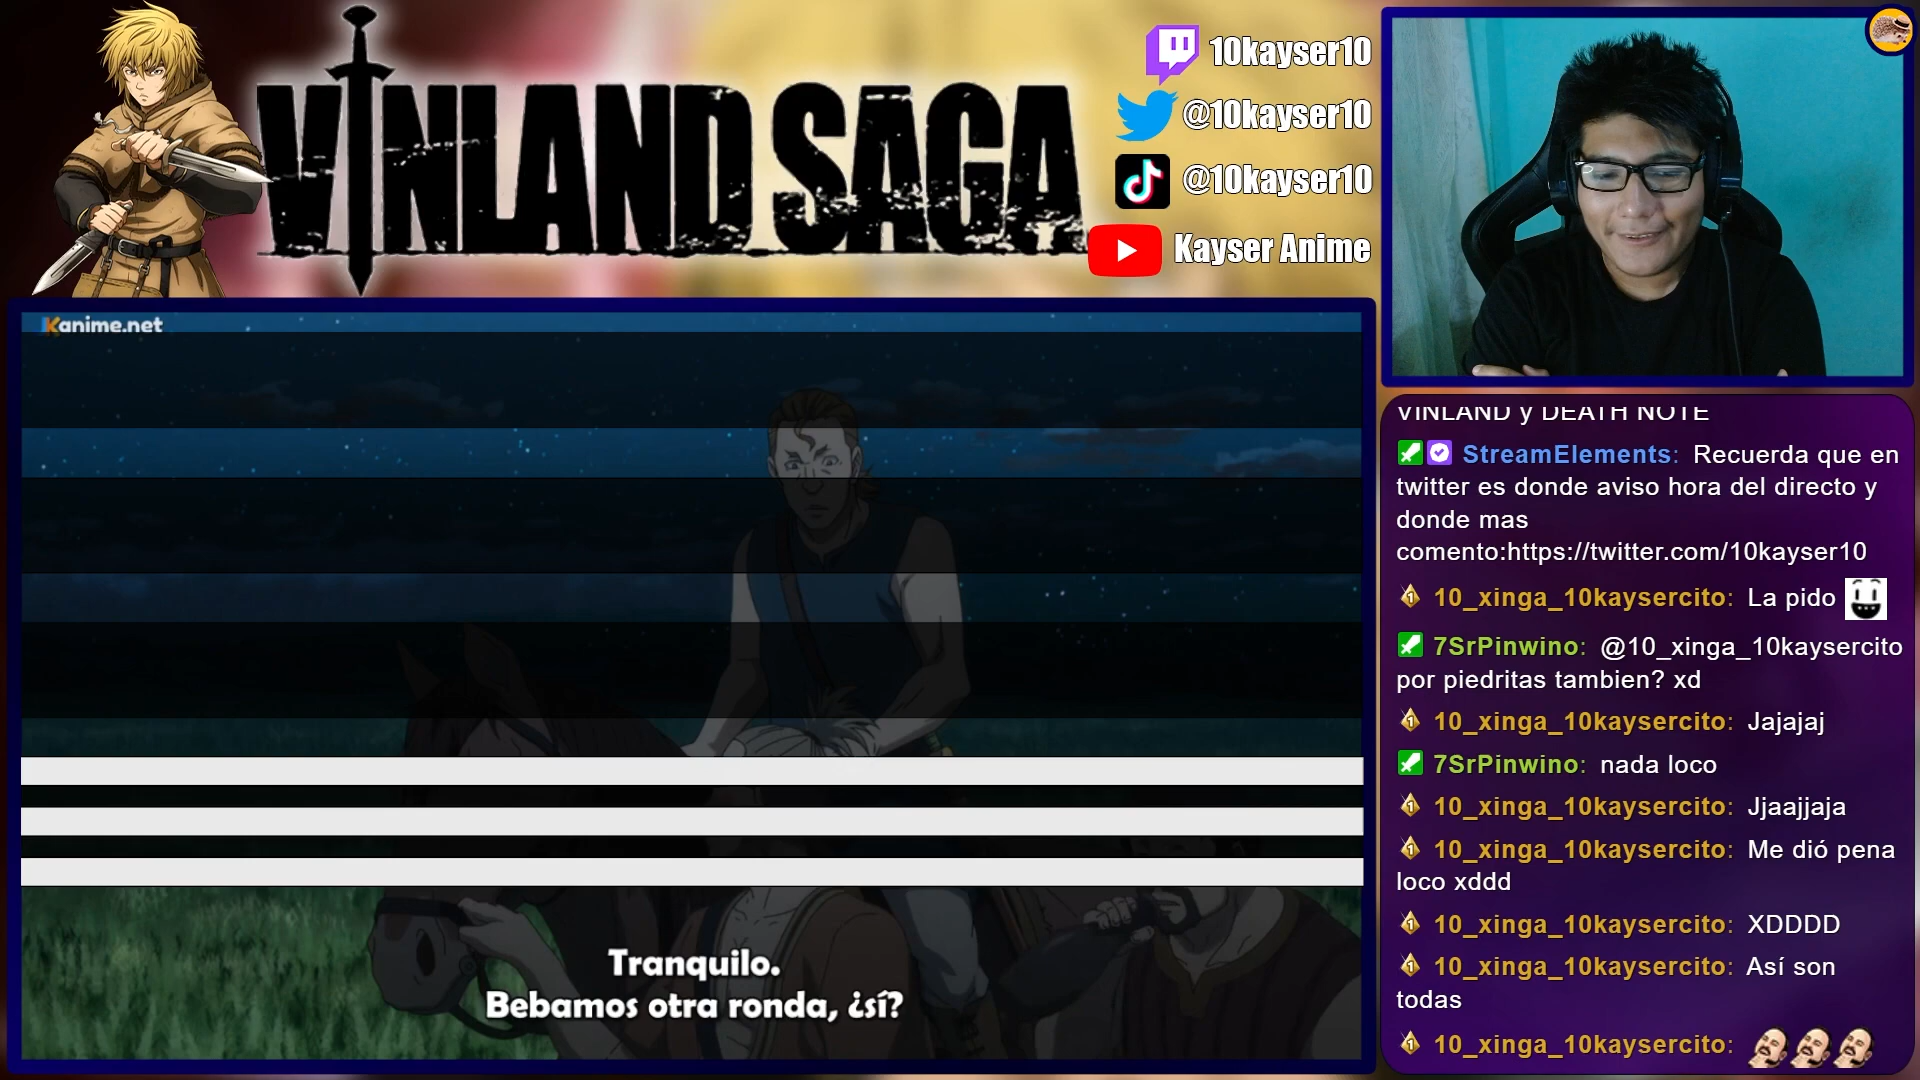 VINLAND SAGA
10kayser10
@10kayser10
@10kayser10
Kayser Anime
Kanime.net
Tranquilo.
Bebamos otra ronda, ¿sí?
VINLAND y DEATH NOTE
StreamElements: Recuerda que en
twitter es donde aviso hora del directo y
donde mas
comento:https://twitter.com/10kayser10
10_xinga_10kaysercito: La pido
7SrPinwino: @10_xinga_10kaysercito
por piedritas tambien? xd
10_xinga_10kaysercito: Jajajaj
7SrPinwino: nada loco
10_xinga_10kaysercito: Jjaajjaja
10_xinga_10kaysercito: Me dió pena
loco xddd
10_xinga_10kaysercito: XDDDD
10_xinga_10kaysercito: Así son
todas
10_xinga_10kaysercito: